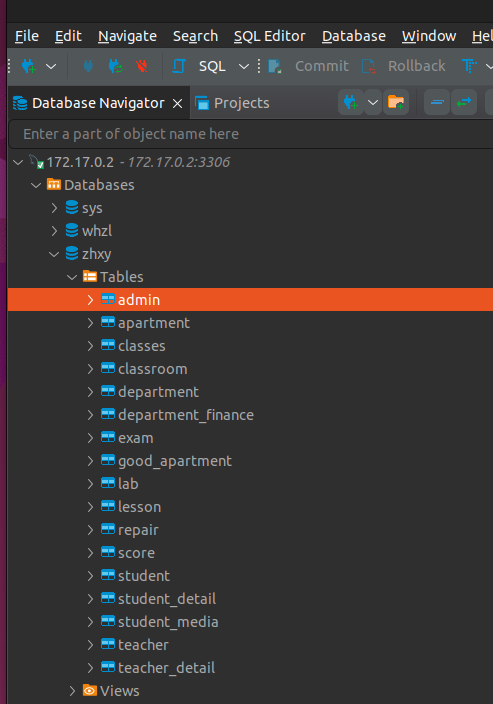 File Edit Navigate Search SQL Editor Database Window Hel
SQL Commit Rollback T
Database Navigator Projects
Enter a part of object name here
172.17.0.2 - 172.17.0.2:3306
Databases
sys
whzl
zhxy
Tables
admin
apartment
classes
classroom
department
department_finance
exam
good_apartment
lab
lesson
repair
score
student
student_detail
student_media
teacher
teacher_detail
Views